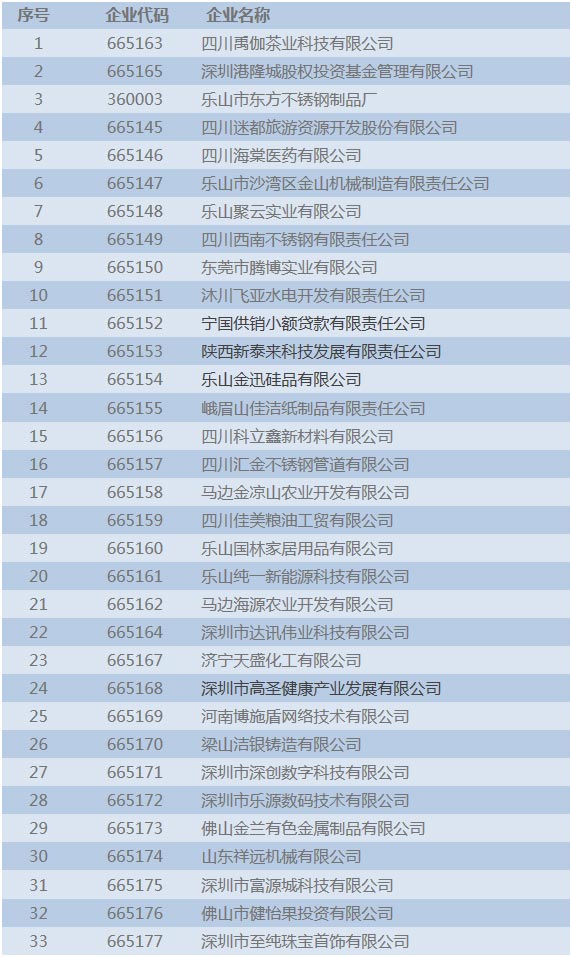 序号 企业代码 企业名称
1 665163 四川禹伽茶业科技有限公司
2 665165 深圳港隆城股权投资基金管理有限公司
3 360003 乐山市东方不锈钢制品厂
4 665145 四川迷都旅游资源开发股份有限公司
5 665146 四川海棠医药有限公司
6 665147 乐山市沙湾区金山机械制造有限责任公司
7 665148 乐山聚云实业有限公司
8 665149 四川西南不锈钢有限责任公司
9 665150 东莞市腾博实业有限公司
10 665151 沐川飞亚水电开发有限责任公司
11 665152 宁国供销小额贷款有限责任公司
12 665153 陕西新泰来科技发展有限责任公司
13 665154 乐山金迅硅品有限公司
14 665155 峨眉山佳洁纸制品有限责任公司
15 665156 四川科立鑫新材料有限公司
16 665157 四川汇金不锈钢管道有限公司
17 665158 马边金凉山农业开发有限公司
18 665159 四川佳美粮油工贸有限公司
19 665160 乐山国林家居用品有限公司
20 665161 乐山纯一新能源科技有限公司
21 665162 马边海源农业开发有限公司
22 665164 深圳市达讯伟业科技有限公司
23 665167 济宁天盛化工有限公司
24 665168 深圳市高圣健康产业发展有限公司
25 665169 河南博施盾网络技术有限公司
26 665170 梁山洁银铸造有限公司
27 665171 深圳市深创数字科技有限公司
28 665172 深圳市乐源数码技术有限公司
29 665173 佛山金兰有色金属制品有限公司
30 665174 山东祥远机械有限公司
31 665175 深圳市富源城科技有限公司
32 665176 佛山市健怡果投资有限公司
33 665177 深圳市至纯珠宝首饰有限公司